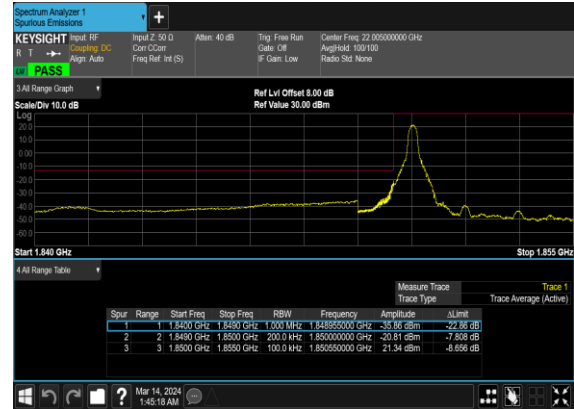 Spectrum Analyzer 1
Spurious Emissions
KEYSIGHT Input: RF Input Z: 50 Ω Atten: 40 dB Trig: Free Run Center Freq: 22.005000000 GHz
R T Coupling: DC Corr CCorr Gate: Off Avg|Hold: 100/100
Align: Auto Freq Ref: Int (S) IF Gain: Low Radio Std: None
PASS
3 All Range Graph Ref Lvl Offset 8.00 dB
Scale/Div 10.0 dB Ref Value 30.00 dBm
Log
20.0
10.0
0.00
-10.0
-20.0
-30.0
-40.0
-50.0
-60.0
Start 1.840 GHz Stop 1.855 GHz
4 All Range Table
Measure Trace Trace 1
Trace Type Trace Average (Active)
Spur Range Start Freq Stop Freq RBW Frequency Amplitude ΔLimit
1 1 1.8400 GHz 1.8490 GHz 1.000 MHz 1.848955000 GHz -35.86 dBm -22.86 dB
2 2 1.8490 GHz 1.8500 GHz 200.0 kHz 1.850000000 GHz -20.81 dBm -7.808 dB
3 3 1.8500 GHz 1.8550 GHz 100.0 kHz 1.850550000 GHz 21.34 dBm -8.656 dB
? Mar 14, 2024
1:45:18 AM